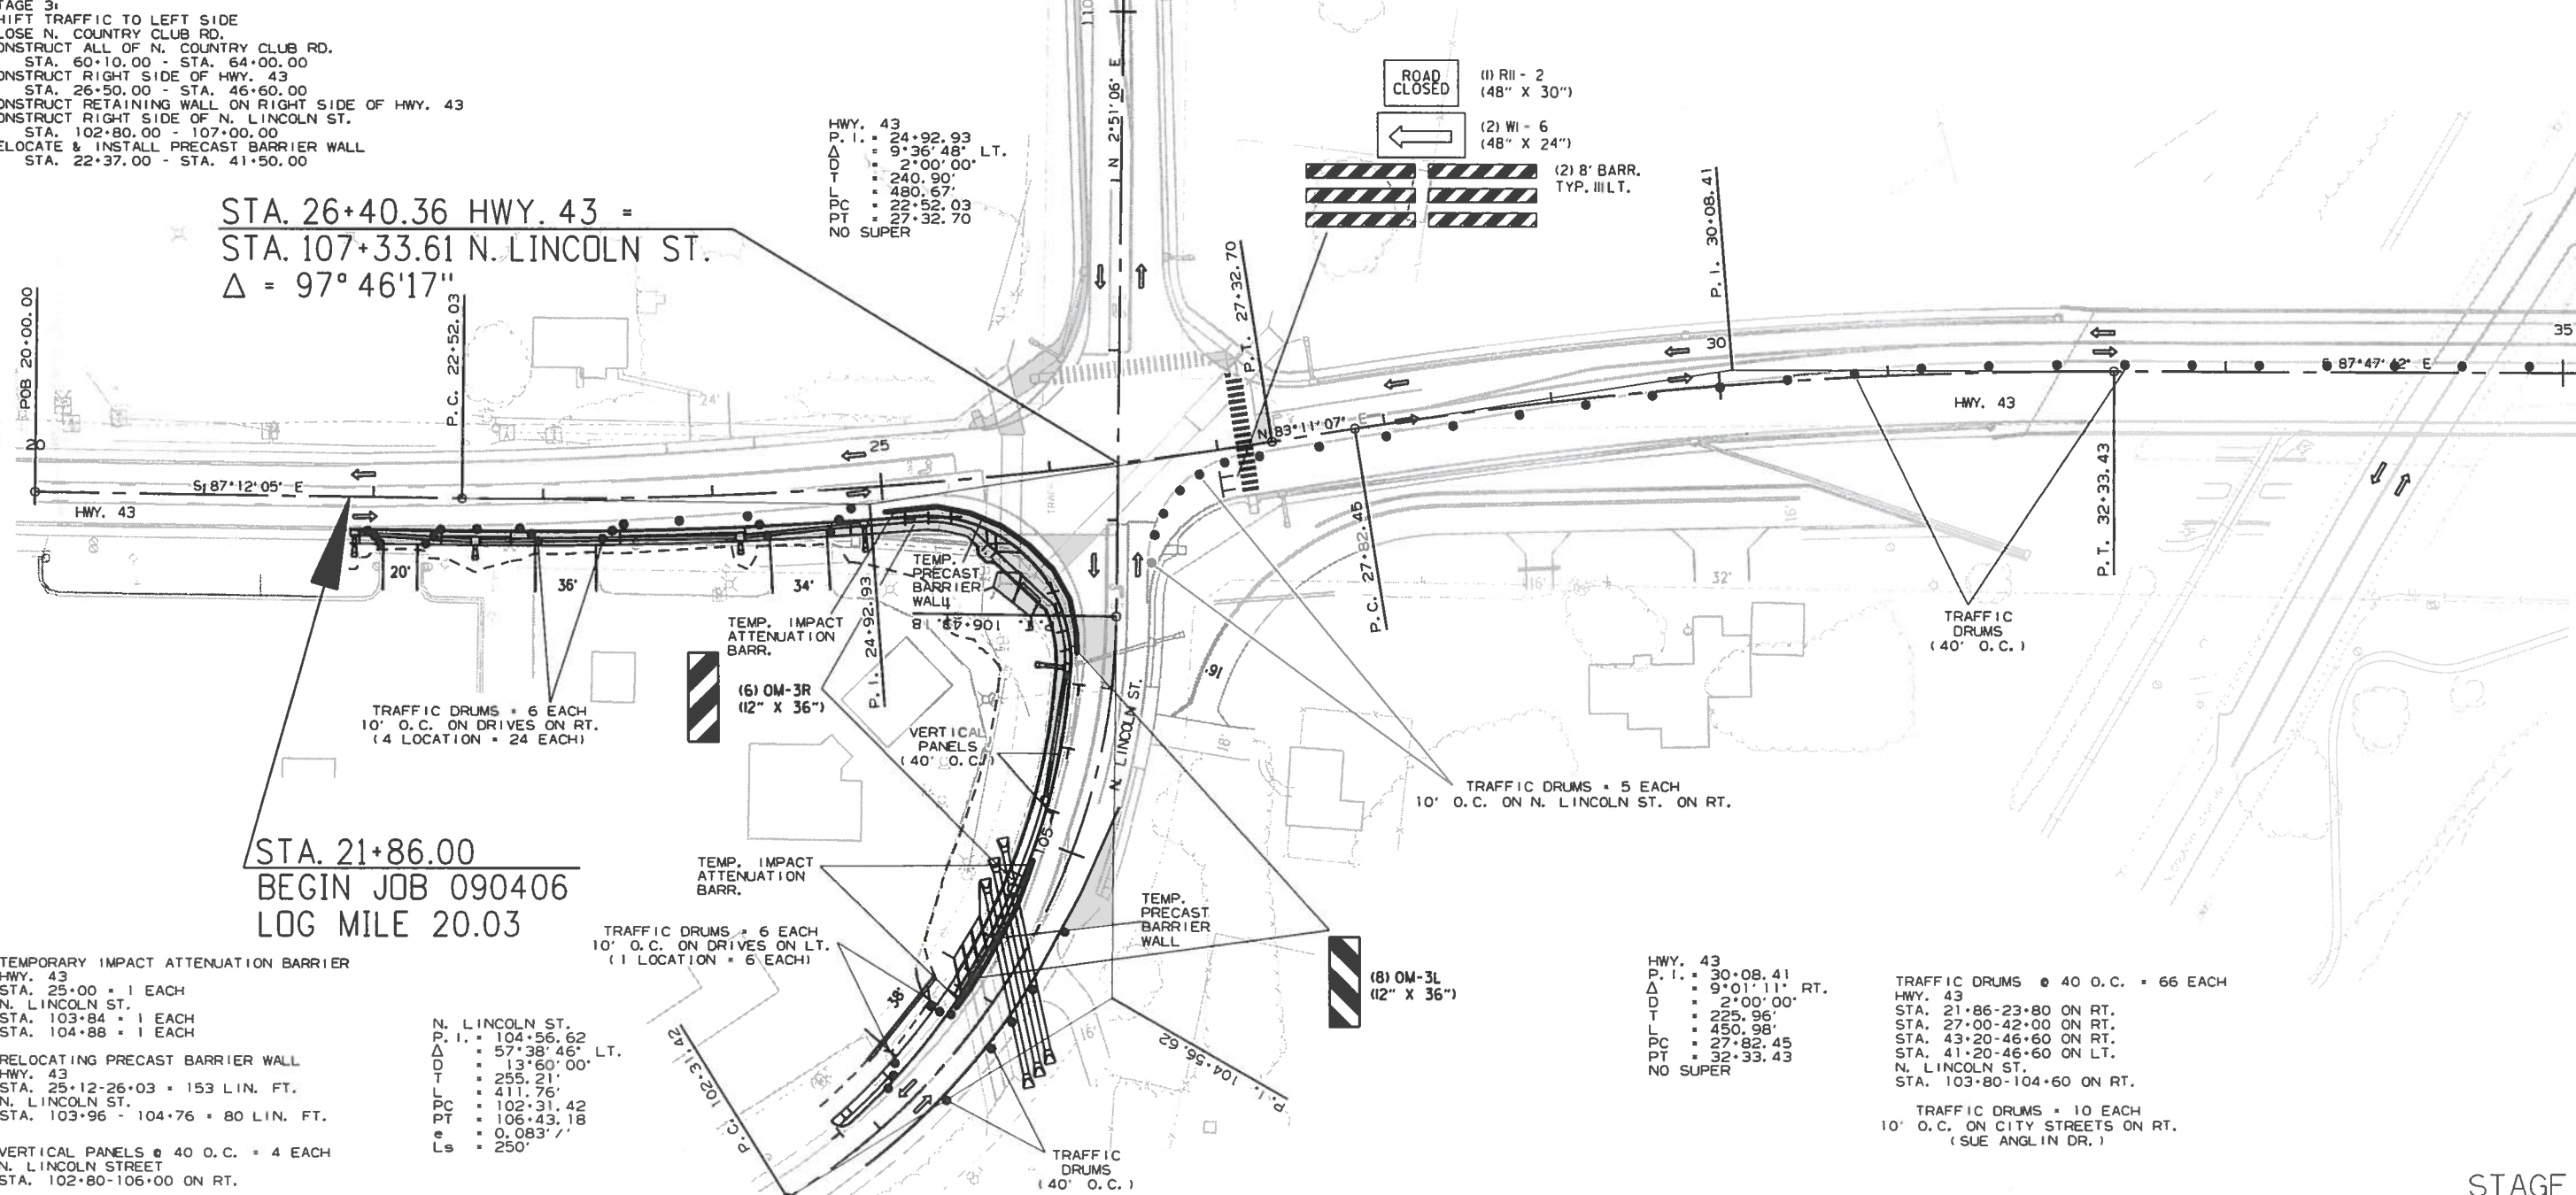 TAGE 3:
HIFT TRAFFIC TO LEFT SIDE
LOSE N. COUNTRY CLUB RD.
ONSTRUCT ALL OF N. COUNTRY CLUB RD.
STA. 60+10.00 - STA. 64+00.00
ONSTRUCT RIGHT SIDE OF HWY. 43
STA. 26+50.00 - STA. 46+60.00
ONSTRUCT RETAINING WALL ON RIGHT SIDE OF HWY. 43
ONSTRUCT RIGHT SIDE OF N. LINCOLN ST.
STA. 102+80.00 - 107+00.00
ELOCATE & INSTALL PRECAST BARRIER WALL
STA. 22+37.00 - STA. 41+50.00
STA. 26+40.36 HWY. 43 =
STA. 107+33.61 N. LINCOLN ST.
Δ = 97°46'17"
HWY. 43
P. I. = 24+92.93
Δ = 9°36'48" LT.
D = 2°00'00"
T = 240.90'
L = 480.67'
PC = 22+52.03
PT = 27+32.70
NO SUPER
110
N 2°51'06" E
ROAD
CLOSED
(1) R11 - 2
(48" X 30")
(2) W1 - 6
(48" X 24")
(2) 8' BARR.
TYP. III LT.
POB 20+00.00
P. C. 22+52.03
P. T. 27+32.70
P. I. 30+08.41
20
24'
25
30
35
S 87°12'05" E
N 83°11'07" E
S 87°47'42" E
HWY. 43
HWY. 43
20'
36'
34'
P. I. 24+92.93
TEMP.
PRECAST
BARRIER
WALL
P. T. 106+43.18
P. C. 27+82.45
P. T. 32+33.43
16'
16'
32'
16'
18'
TEMP. IMPACT
ATTENUATION
BARR.
(6) OM-3R
(12" X 36")
VERTICAL
PANELS
(40' O.C.)
N. LINCOLN ST.
TRAFFIC
DRUMS
(40' O.C.)
TRAFFIC DRUMS = 6 EACH
10' O.C. ON DRIVES ON RT.
(4 LOCATION = 24 EACH)
TRAFFIC DRUMS = 5 EACH
10' O.C. ON N. LINCOLN ST. ON RT.
STA. 21+86.00
BEGIN JOB 090406
LOG MILE 20.03
105
TEMP. IMPACT
ATTENUATION
BARR.
TEMP.
PRECAST
BARRIER
WALL
TRAFFIC DRUMS = 6 EACH
10' O.C. ON DRIVES ON LT.
(1 LOCATION = 6 EACH)
38'
16'
(8) OM-3L
(12" X 36")
P.C. 102+31.42
P. I. 104+56.62
TRAFFIC
DRUMS
(40' O.C.)
TEMPORARY IMPACT ATTENUATION BARRIER
HWY. 43
STA. 25+00 = 1 EACH
N. LINCOLN ST.
STA. 103+84 = 1 EACH
STA. 104+88 = 1 EACH
RELOCATING PRECAST BARRIER WALL
HWY. 43
STA. 25+12-26+03 = 153 LIN. FT.
N. LINCOLN ST.
STA. 103+96 - 104+76 = 80 LIN. FT.
VERTICAL PANELS @ 40 O.C. = 4 EACH
N. LINCOLN STREET
STA. 102+80-106+00 ON RT.
N. LINCOLN ST.
P. I. = 104+56.62
Δ = 57°38'46" LT.
D = 13°60'00"
T = 255.21'
L = 411.76'
PC = 102+31.42
PT = 106+43.18
e = 0.083'/'
Ls = 250'
HWY. 43
P. I. = 30+08.41
Δ = 9°01'11" RT.
D = 2°00'00"
T = 225.96'
L = 450.98'
PC = 27+82.45
PT = 32+33.43
NO SUPER
TRAFFIC DRUMS @ 40 O.C. = 66 EACH
HWY. 43
STA. 21+86-23+80 ON RT.
STA. 27+00-42+00 ON RT.
STA. 43+20-46+60 ON RT.
STA. 41+20-46+60 ON LT.
N. LINCOLN ST.
STA. 103+80-104+60 ON RT.
TRAFFIC DRUMS = 10 EACH
10' O.C. ON CITY STREETS ON RT.
(SUE ANGLIN DR.)
STAGE